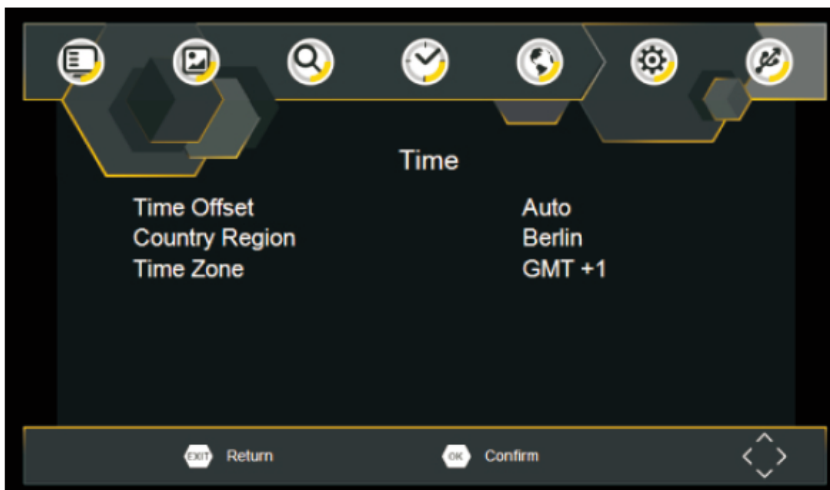 Time
Time Offset Auto
Country Region Berlin
Time Zone GMT +1
EXIT Return OK Confirm